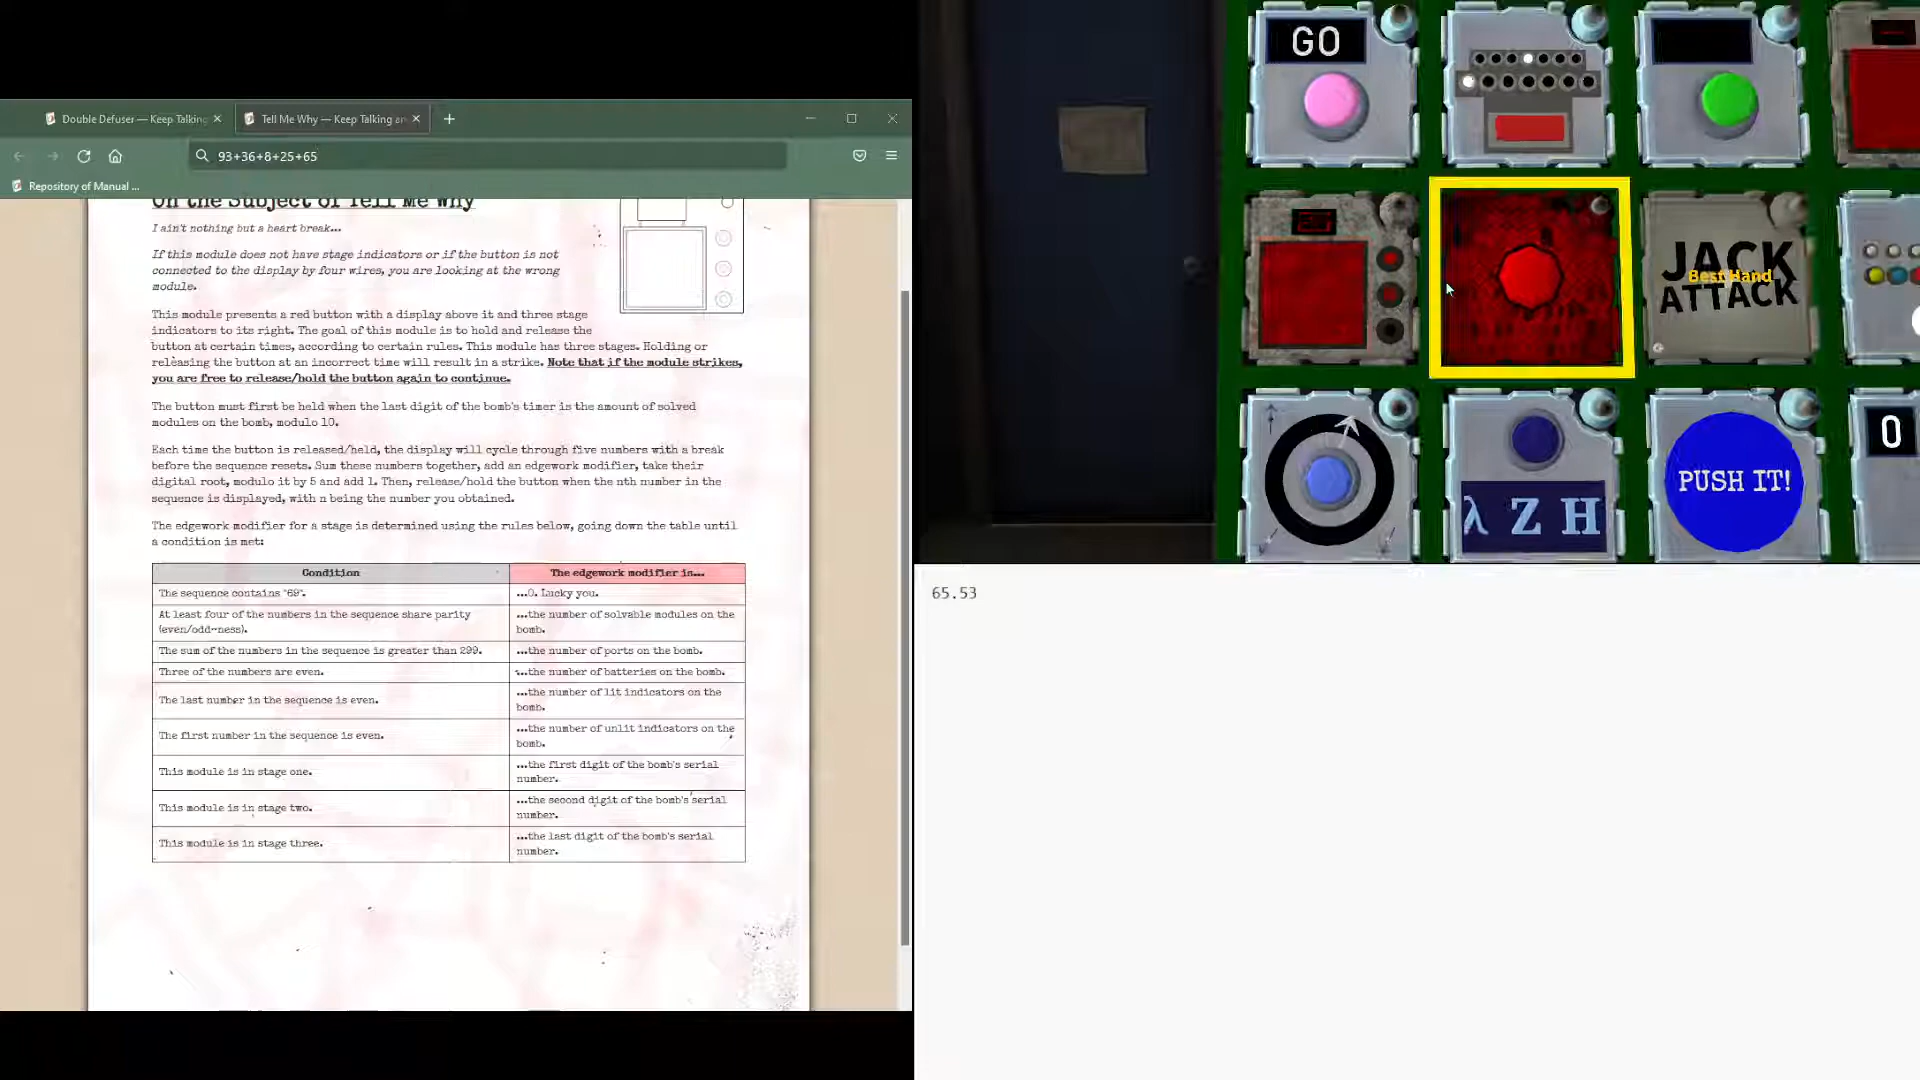 Double Defuser — Keep Talking
Tell Me Why — Keep Talking an
93+36+8+25+65
Repository of Manual ...
On the Subject of Tell Me Why
I ain't nothing but a heart break...
If this module does not have stage indicators or if the button is not
connected to the display by four wires, you are looking at the wrong
module.
This module presents a red button with a display above it and three stage
indicators to its right. The goal of this module is to hold and release the
button at certain times, according to certain rules. This module has three stages. Holding or
releasing the button at an incorrect time will result in a strike. Note that if the module strikes,
you are free to release/hold the button again to continue.
The button must first be held when the last digit of the bomb's timer is the amount of solved
modules on the bomb, modulo 10.
Each time the button is released/held, the display will cycle through five numbers with a break
before the sequence resets. Sum these numbers together, add an edgework modifier, take their
digital root, modulo it by 5 and add 1. Then, release/hold the button when the nth number in the
sequence is displayed, with n being the number you obtained.
The edgework modifier for a stage is determined using the rules below, going down the table until
a condition is met:
Condition The edgework modifier is...
The sequence contains "69". ...0. Lucky you.
At least four of the numbers in the sequence share parity
(even/odd-ness). ...the number of solvable modules on the
bomb.
The sum of the numbers in the sequence is greater than 299. ...the number of ports on the bomb.
Three of the numbers are even. ...the number of batteries on the bomb.
The last number in the sequence is even. ...the number of lit indicators on the
bomb.
The first number in the sequence is even. ...the number of unlit indicators on the
bomb.
This module is in stage one. ...the first digit of the bomb's serial
number.
This module is in stage two. ...the second digit of the bomb's serial
number.
This module is in stage three. ...the last digit of the bomb's serial
number.
GO
JACK
Best Hand
ATTACK
λ Z H
PUSH IT!
0
65.53